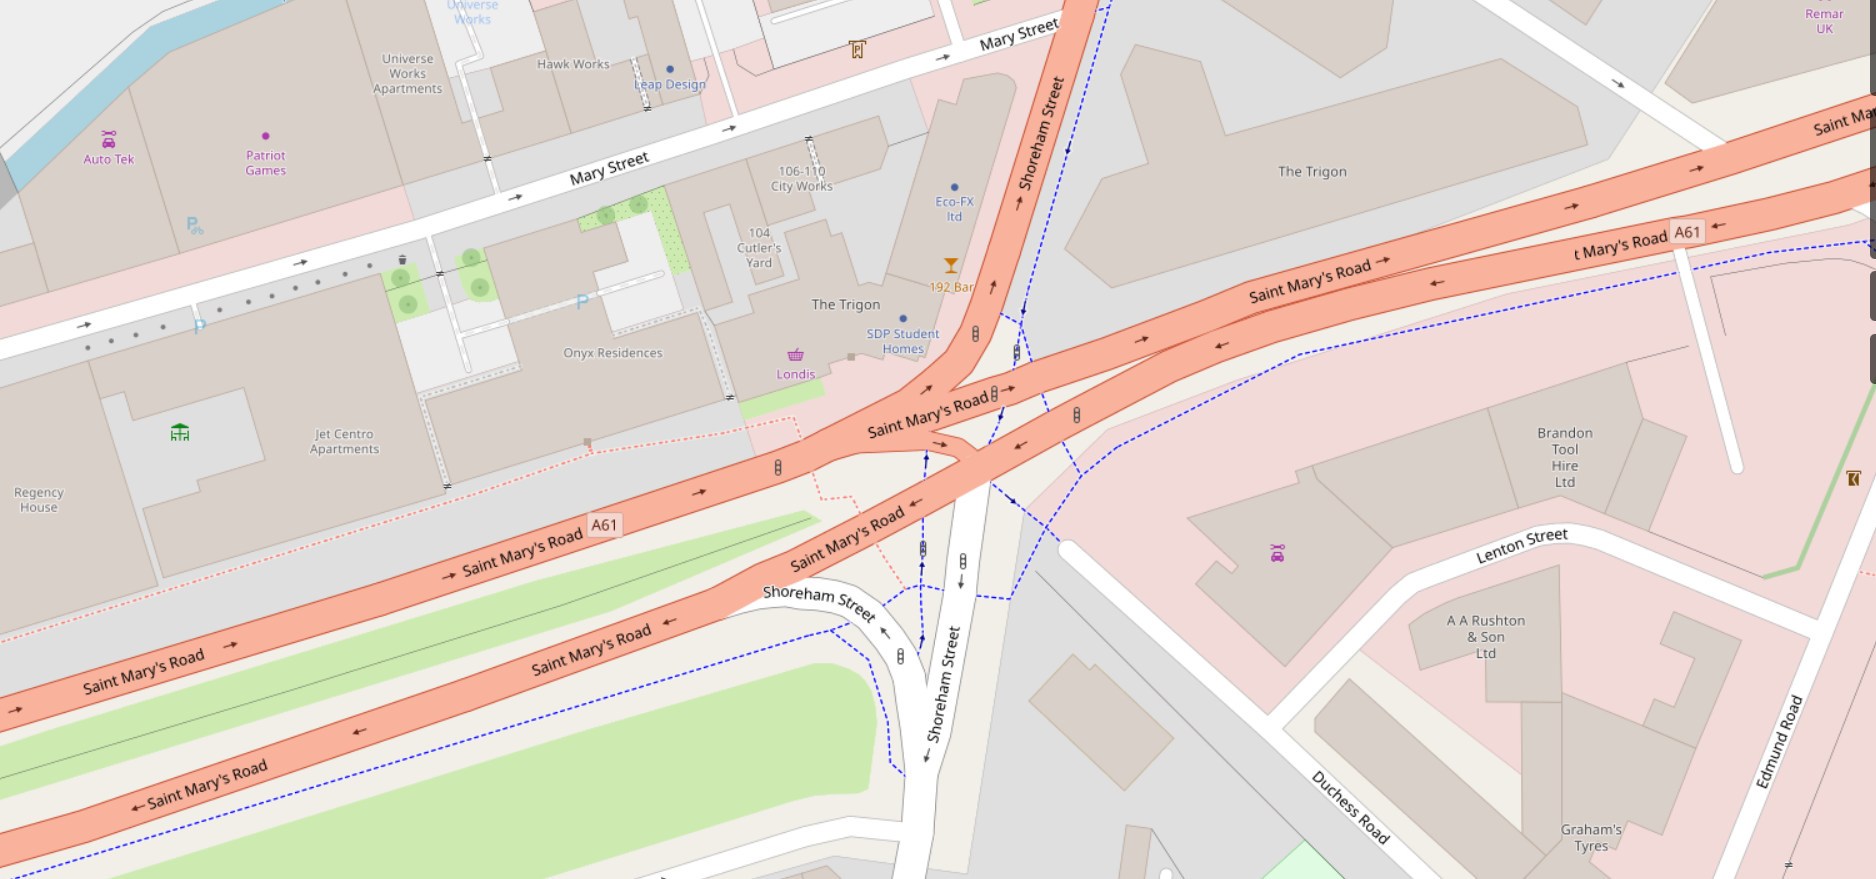 Universe
Works
Mary Street
Remar
UK
Universe
Works
Apartments
Hawk Works
Leap Design
Auto Tek
Patriot
Games
Mary Street
Shoreham Street
Saint Mar
106-110
City Works
The Trigon
Eco-FX
ltd
104
Cutler's
Yard
A61
t Mary's Road
Saint Mary's Road
192 Bar
The Trigon
P
P
P
P
SDP Student
Homes
Onyx Residences
Londis
Saint Mary's Road
Jet Centro
Apartments
Brandon
Tool
Hire
Ltd
Regency
House
A61
Saint Mary's Road
Saint Mary's Road
Lenton Street
Shoreham Street
A A Rushton
& Son
Ltd
Saint Mary's Road
Saint Mary's Road
Shoreham Street
Edmund Road
Saint Mary's Road
Duchess Road
Graham's
Tyres